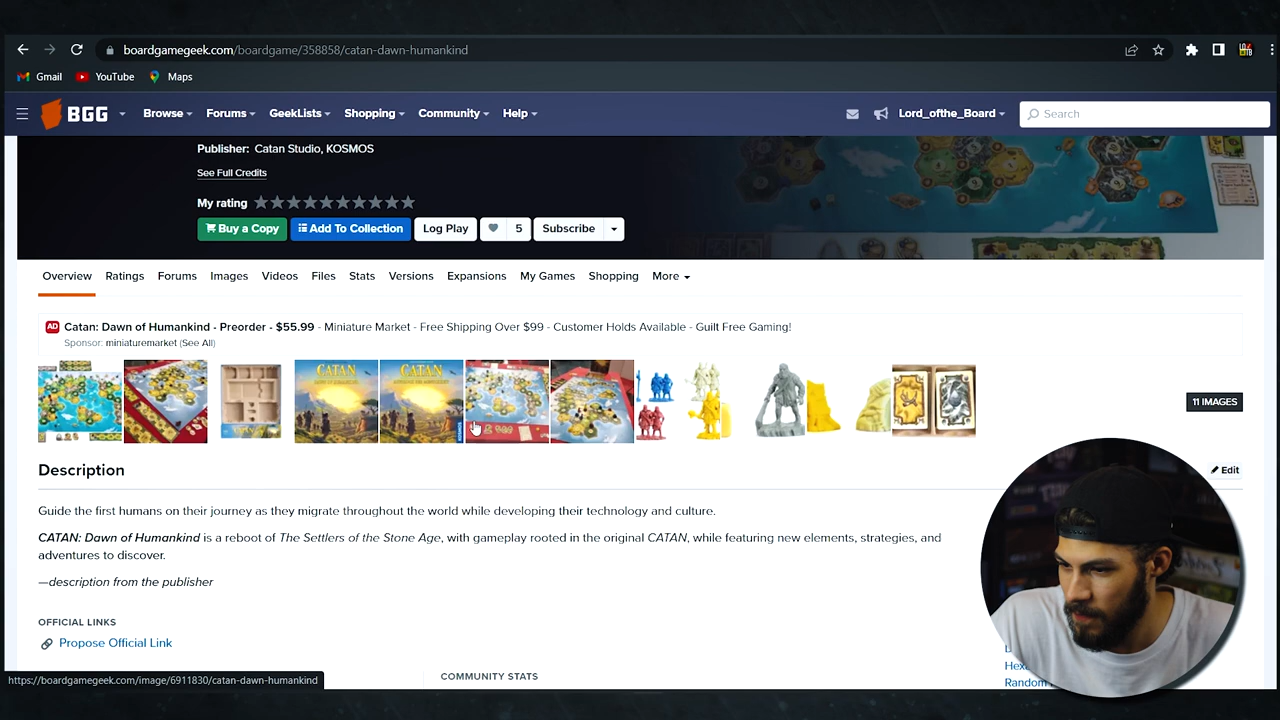 boardgamegeek.com/boardgame/358858/catan-dawn-humankind
Gmail YouTube Maps
BGG Browse Forums GeekLists Shopping Community Help Lord_ofthe_Board Search
Publisher: Catan Studio, KOSMOS
See Full Credits
My rating
Buy a Copy Add To Collection Log Play 5 Subscribe
Overview Ratings Forums Images Videos Files Stats Versions Expansions My Games Shopping More
AD Catan: Dawn of Humankind - Preorder - $55.99 - Miniature Market - Free Shipping Over $99 - Customer Holds Available - Guilt Free Gaming!
Sponsor: miniaturemarket (See All)
CATAN CATAN
11 IMAGES
Description Edit
Guide the first humans on their journey as they migrate throughout the world while developing their technology and culture.
CATAN: Dawn of Humankind is a reboot of The Settlers of the Stone Age, with gameplay rooted in the original CATAN, while featuring new elements, strategies, and
adventures to discover.
—description from the publisher
OFFICIAL LINKS
Propose Official Link
COMMUNITY STATS
https://boardgamegeek.com/image/6911830/catan-dawn-humankind